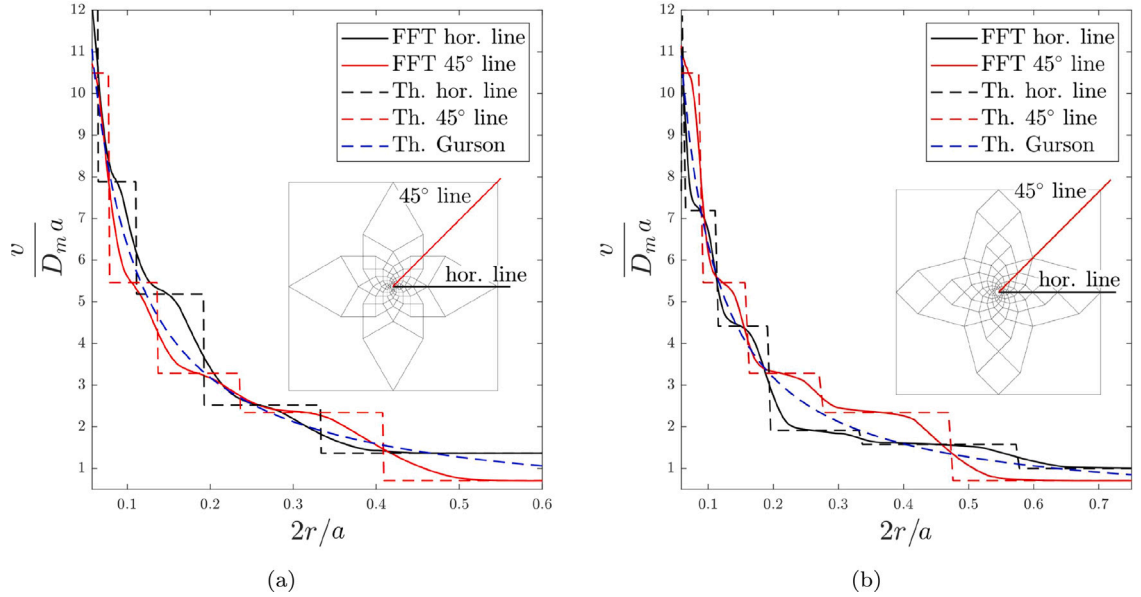 12
11
10
9
8
7
6
5
4
3
2
1
v
D_m a
FFT hor. line
FFT 45° line
Th. hor. line
Th. 45° line
Th. Gurson
45° line
hor. line
0.1
0.2
0.3
0.4
0.5
0.6
2r/a
(a)
12
11
10
9
8
7
6
5
4
3
2
1
v
D_m a
FFT hor. line
FFT 45° line
Th. hor. line
Th. 45° line
Th. Gurson
45° line
hor. line
0.1
0.2
0.3
0.4
0.5
0.6
0.7
2r/a
(b)